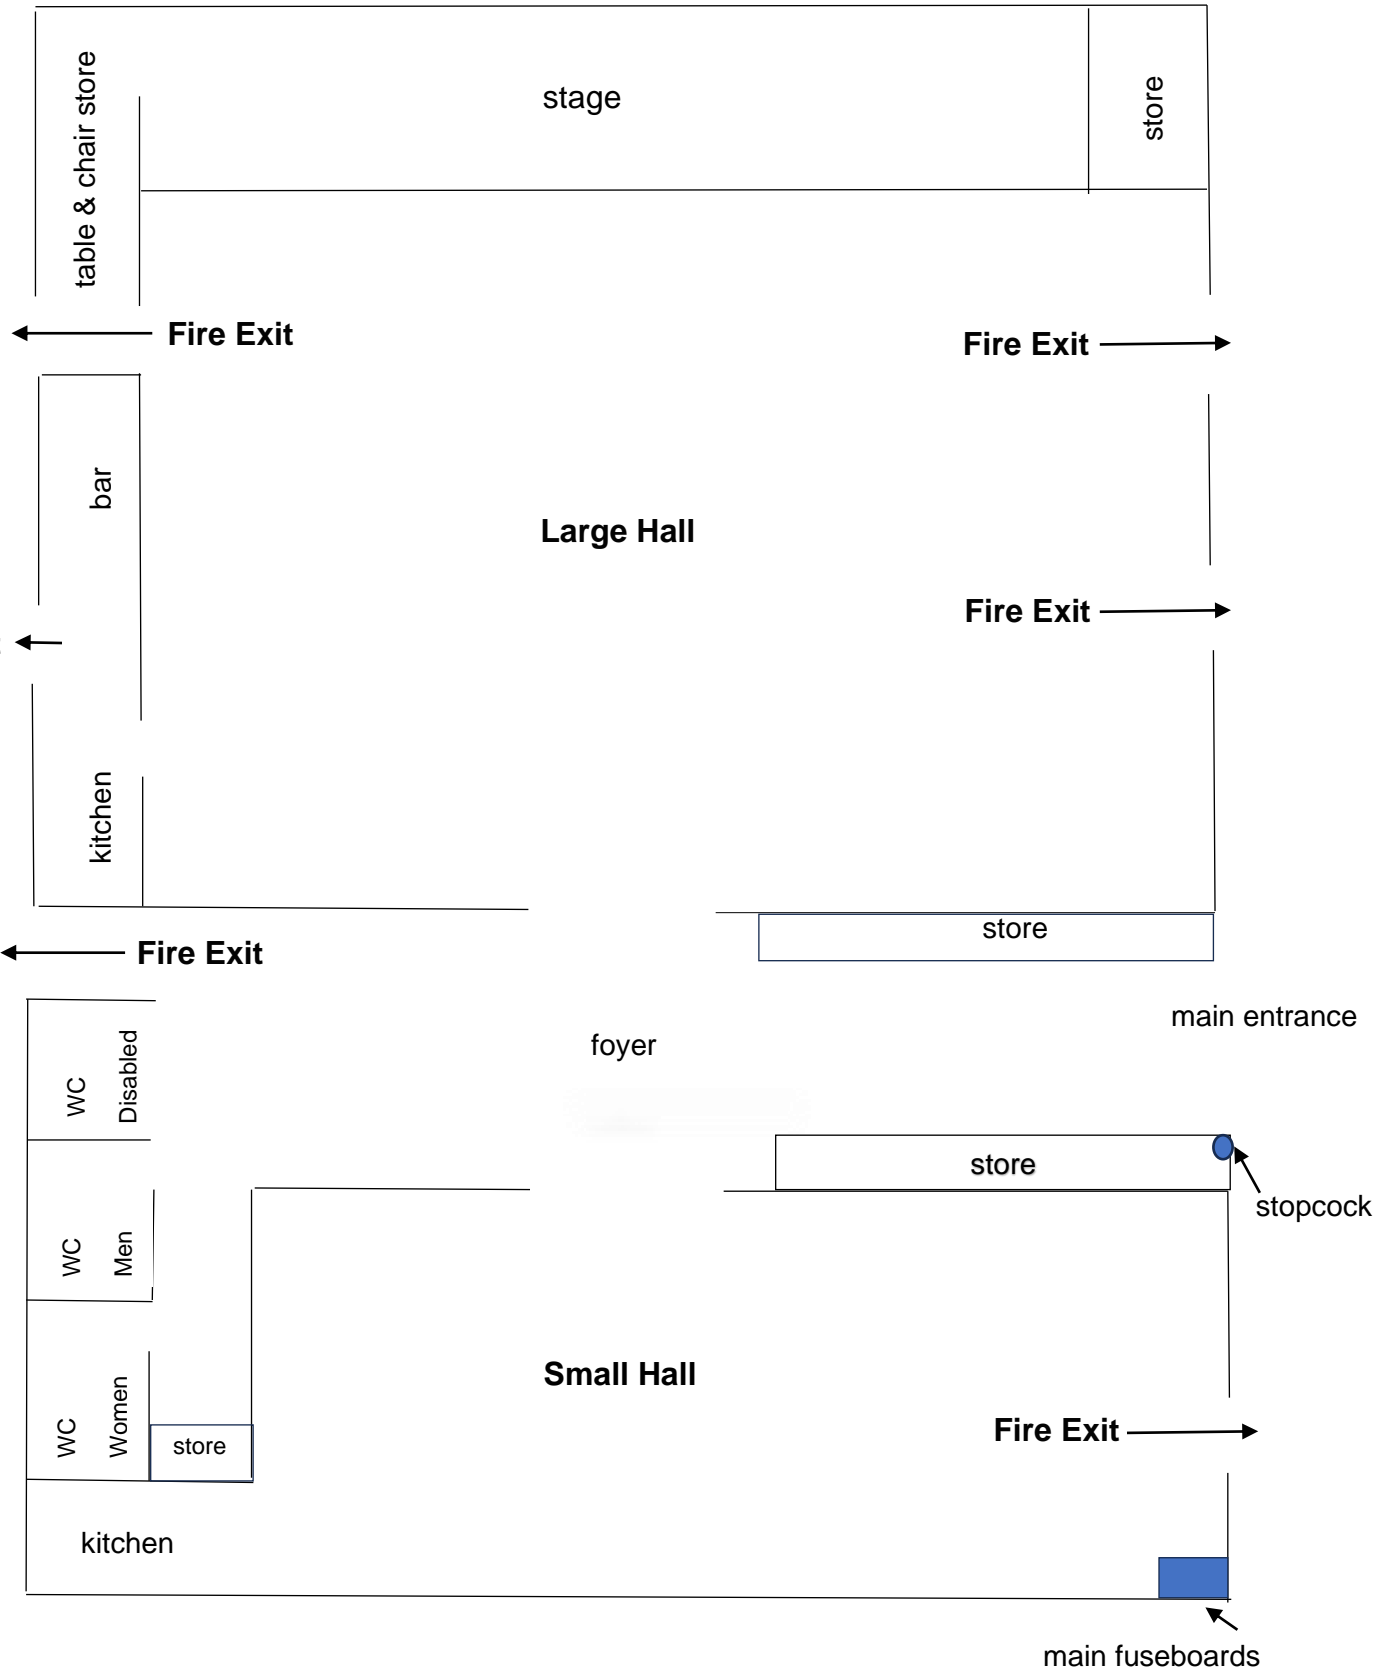 stage
store
table & chair store
Fire Exit
Fire Exit
bar
Large Hall
Fire Exit
kitchen
store
Fire Exit
main entrance
foyer
WC
Disabled
store
stopcock
WC
Men
Small Hall
WC
Women
Fire Exit
store
kitchen
main fuseboards